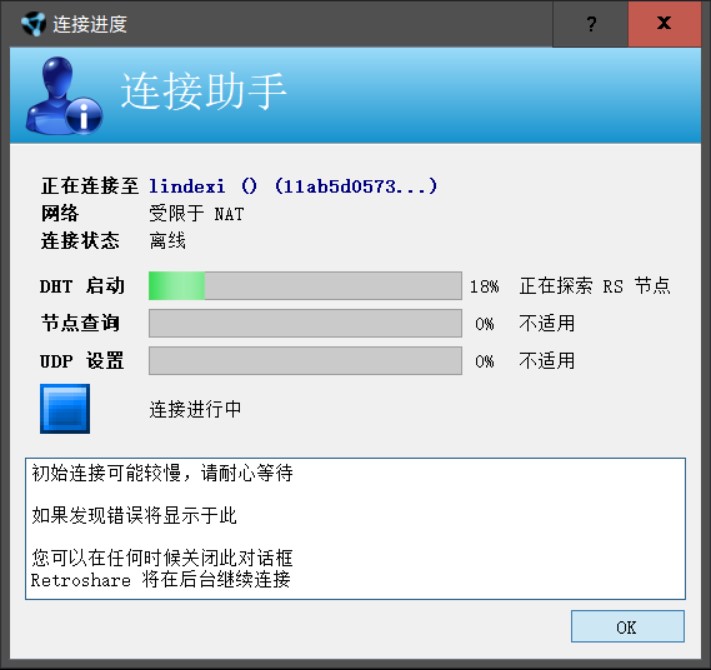 连接进度
?
x
连接助手
正在连接至 lindexi () (11ab5d0573...)
网络 受限于 NAT
连接状态 离线
DHT 启动 18% 正在探索 RS 节点
节点查询 0% 不适用
UDP 设置 0% 不适用
连接进行中
初始连接可能较慢，请耐心等待
如果发现错误将显示于此
您可以在任何时候关闭此对话框
Retroshare 将在后台继续连接
OK